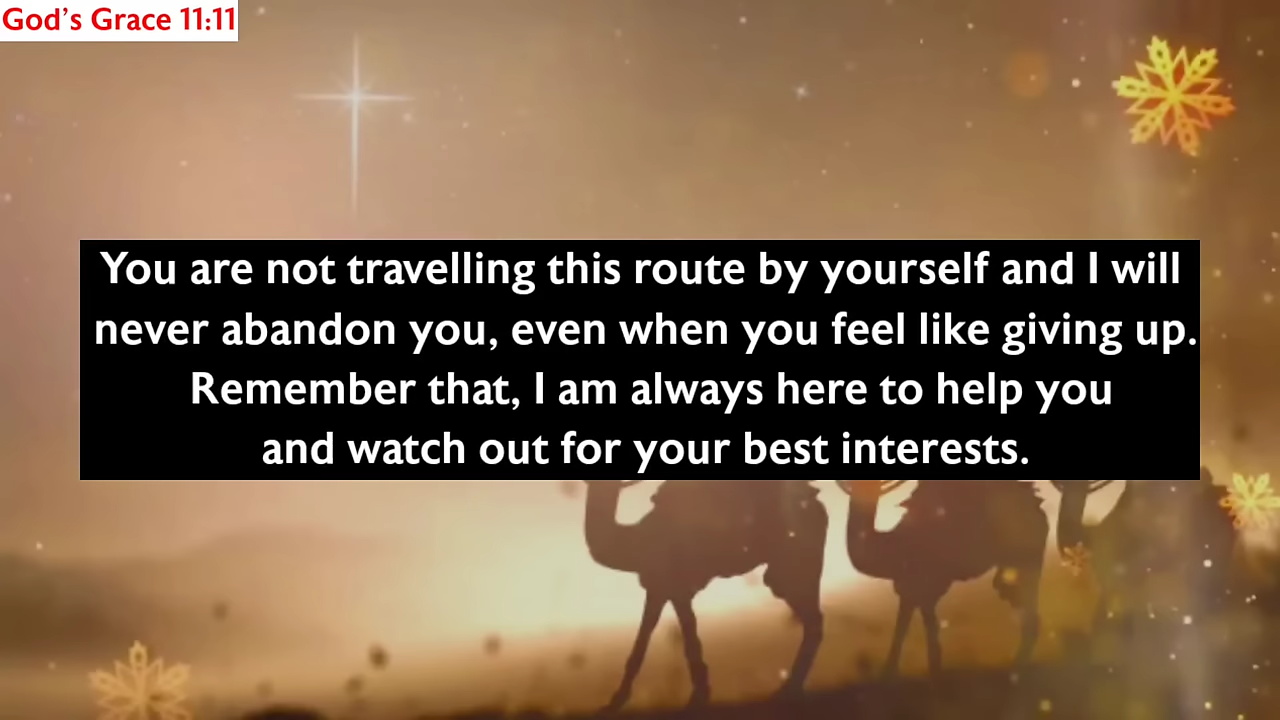 God's Grace 11:11
You are not travelling this route by yourself and I will
never abandon you, even when you feel like giving up.
Remember that, I am always here to help you
and watch out for your best interests.